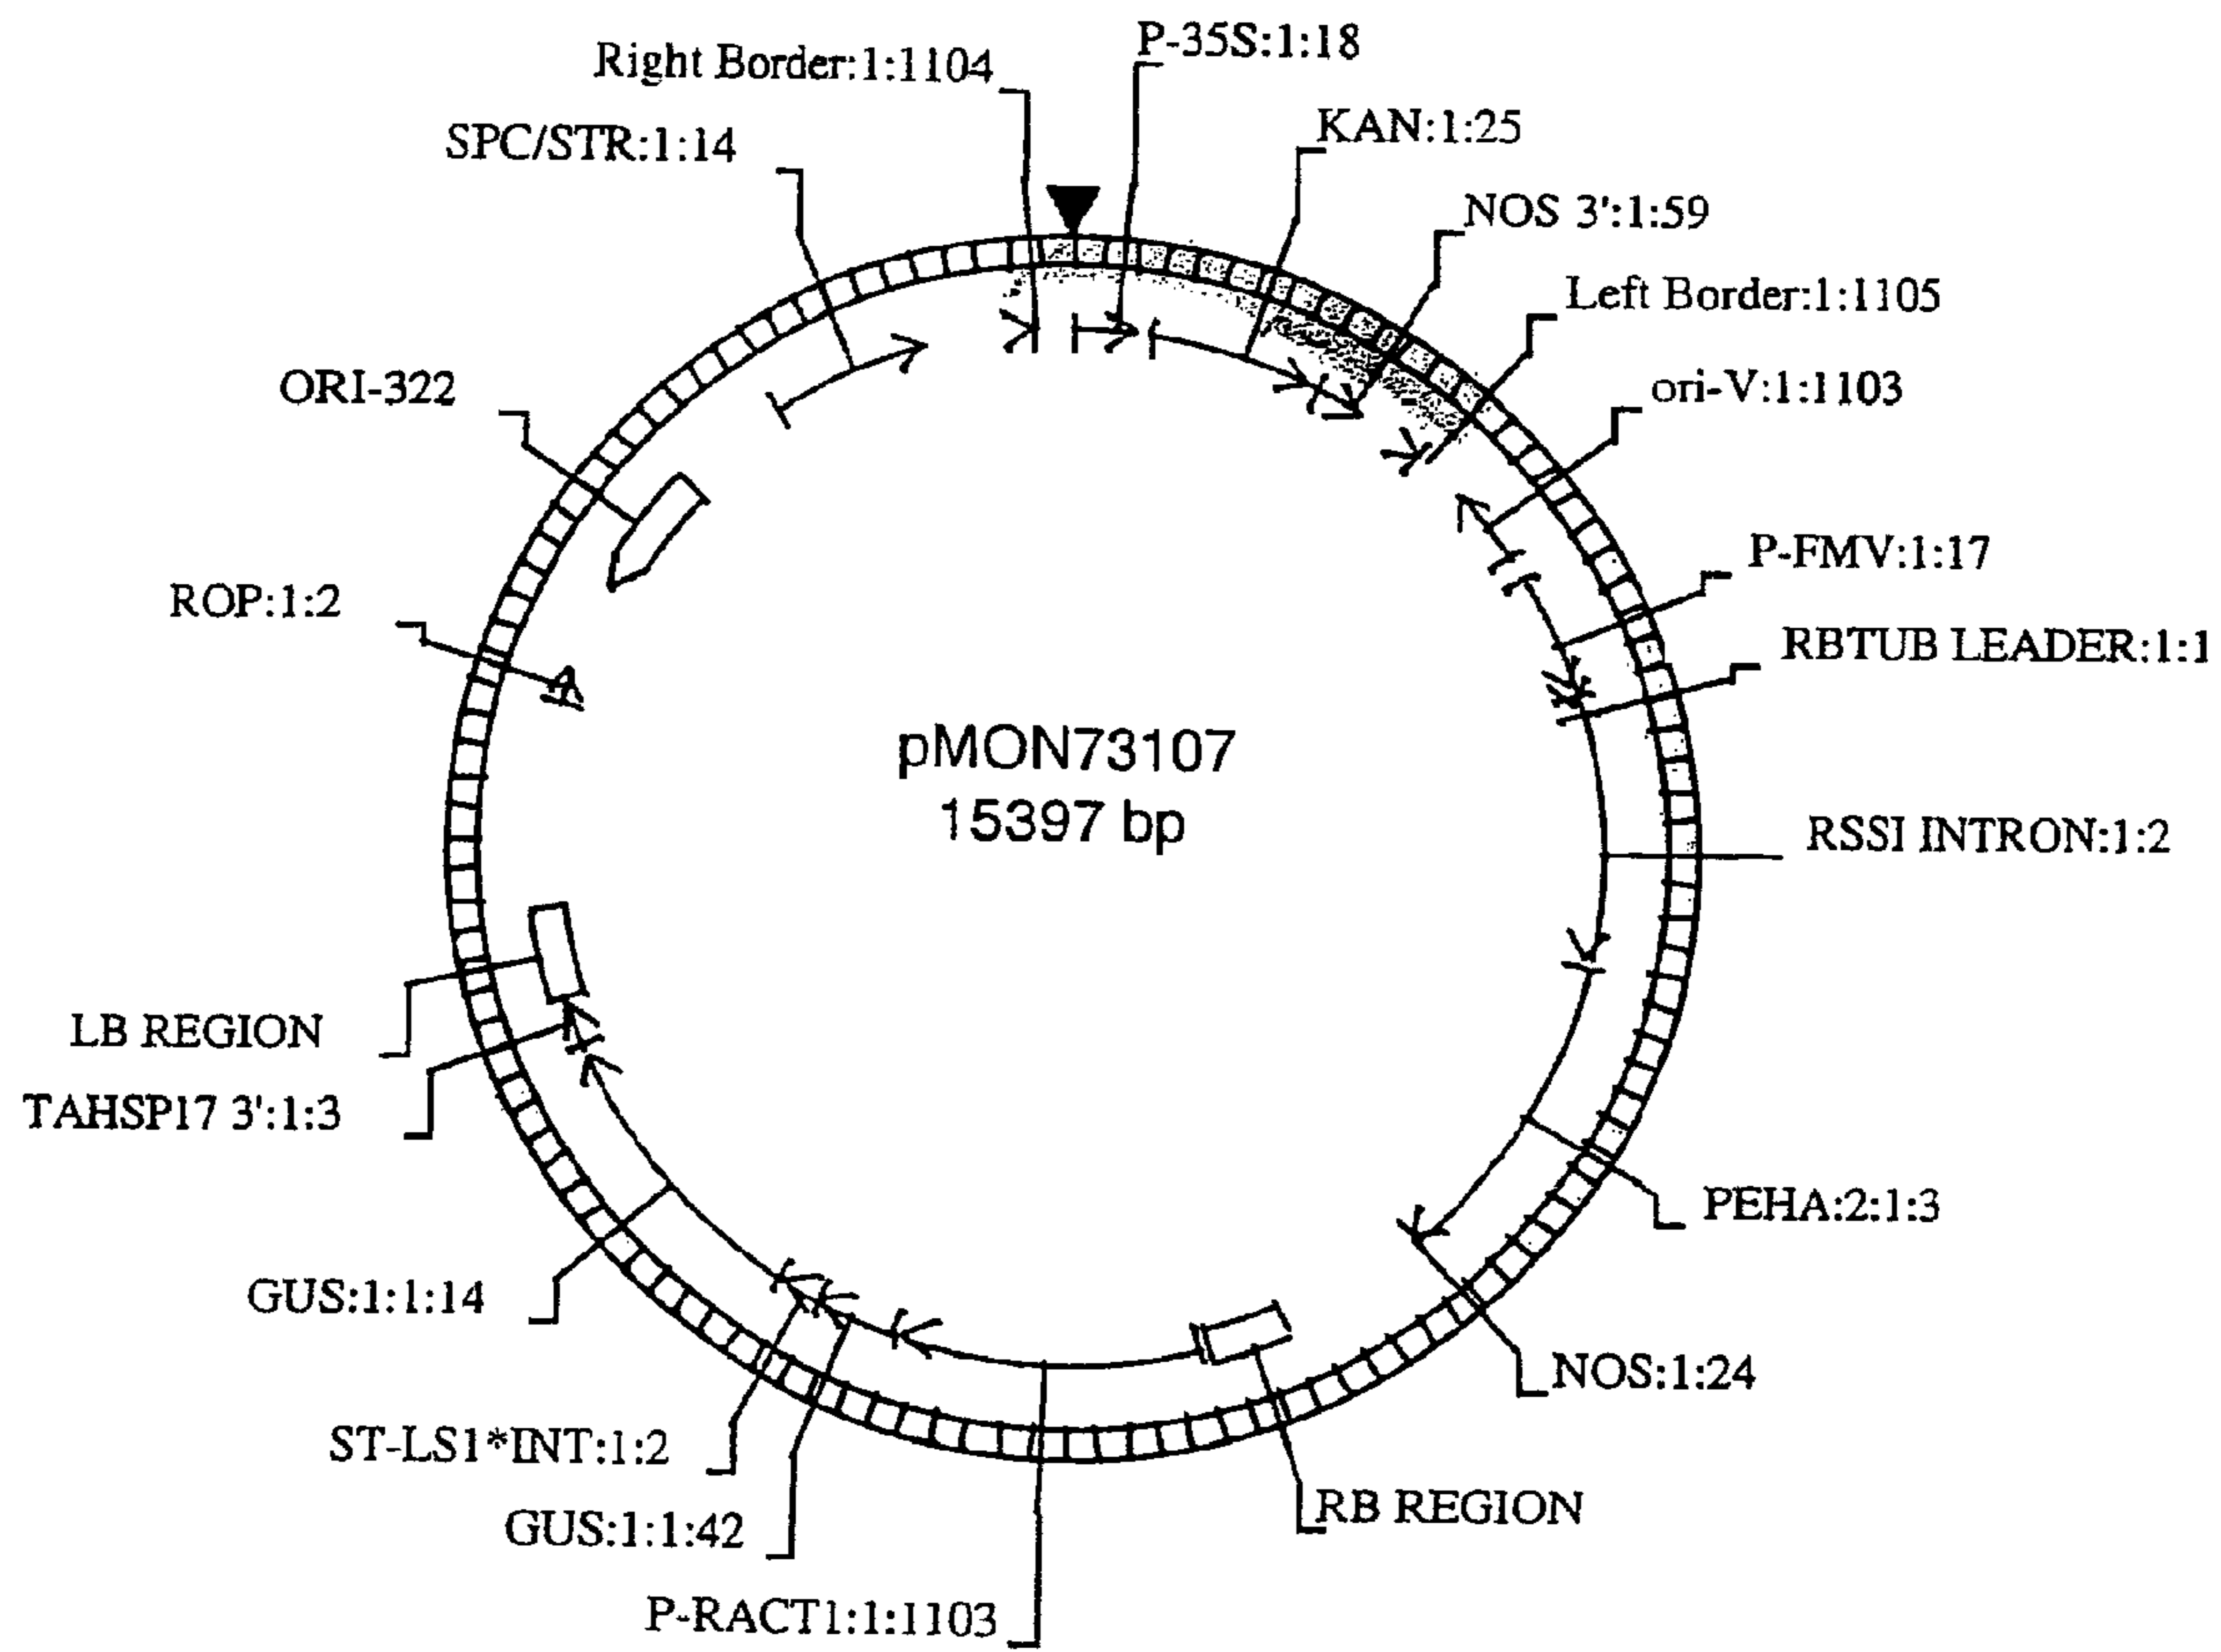 P-35S:1:18
Right Border:1:1104
KAN:1:25
SPC/STR:1:14
NOS 3':1:59
Left Border:1:1105
ORI-322
ori-V:1:1103
P-FMV:1:17
ROP:1:2
RBTUB LEADER:1:1
pMON73107
15397 bp
RSSI INTRON:1:2
LB REGION
TAHSP17 3':1:3
PEHA:2:1:3
GUS:1:1:14
NOS:1:24
ST-LS1*INT:1:2
RB REGION
GUS:1:1:42
P-RACT1:1:1103